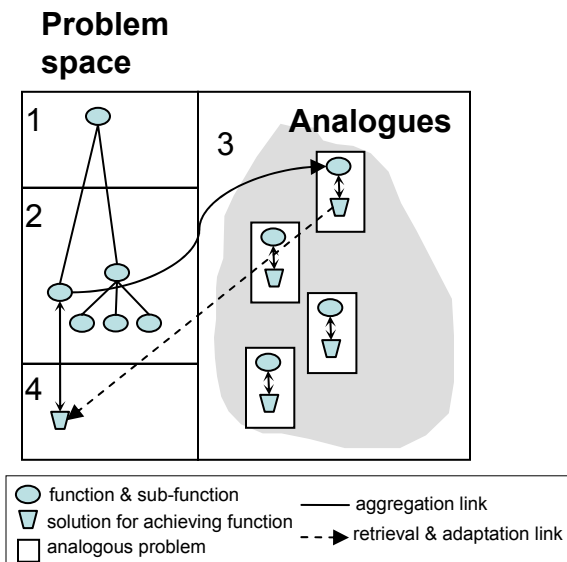 Problem
space
1
Analogues
3
2
4
function & sub-function
solution for achieving function
analogous problem
aggregation link
retrieval & adaptation link